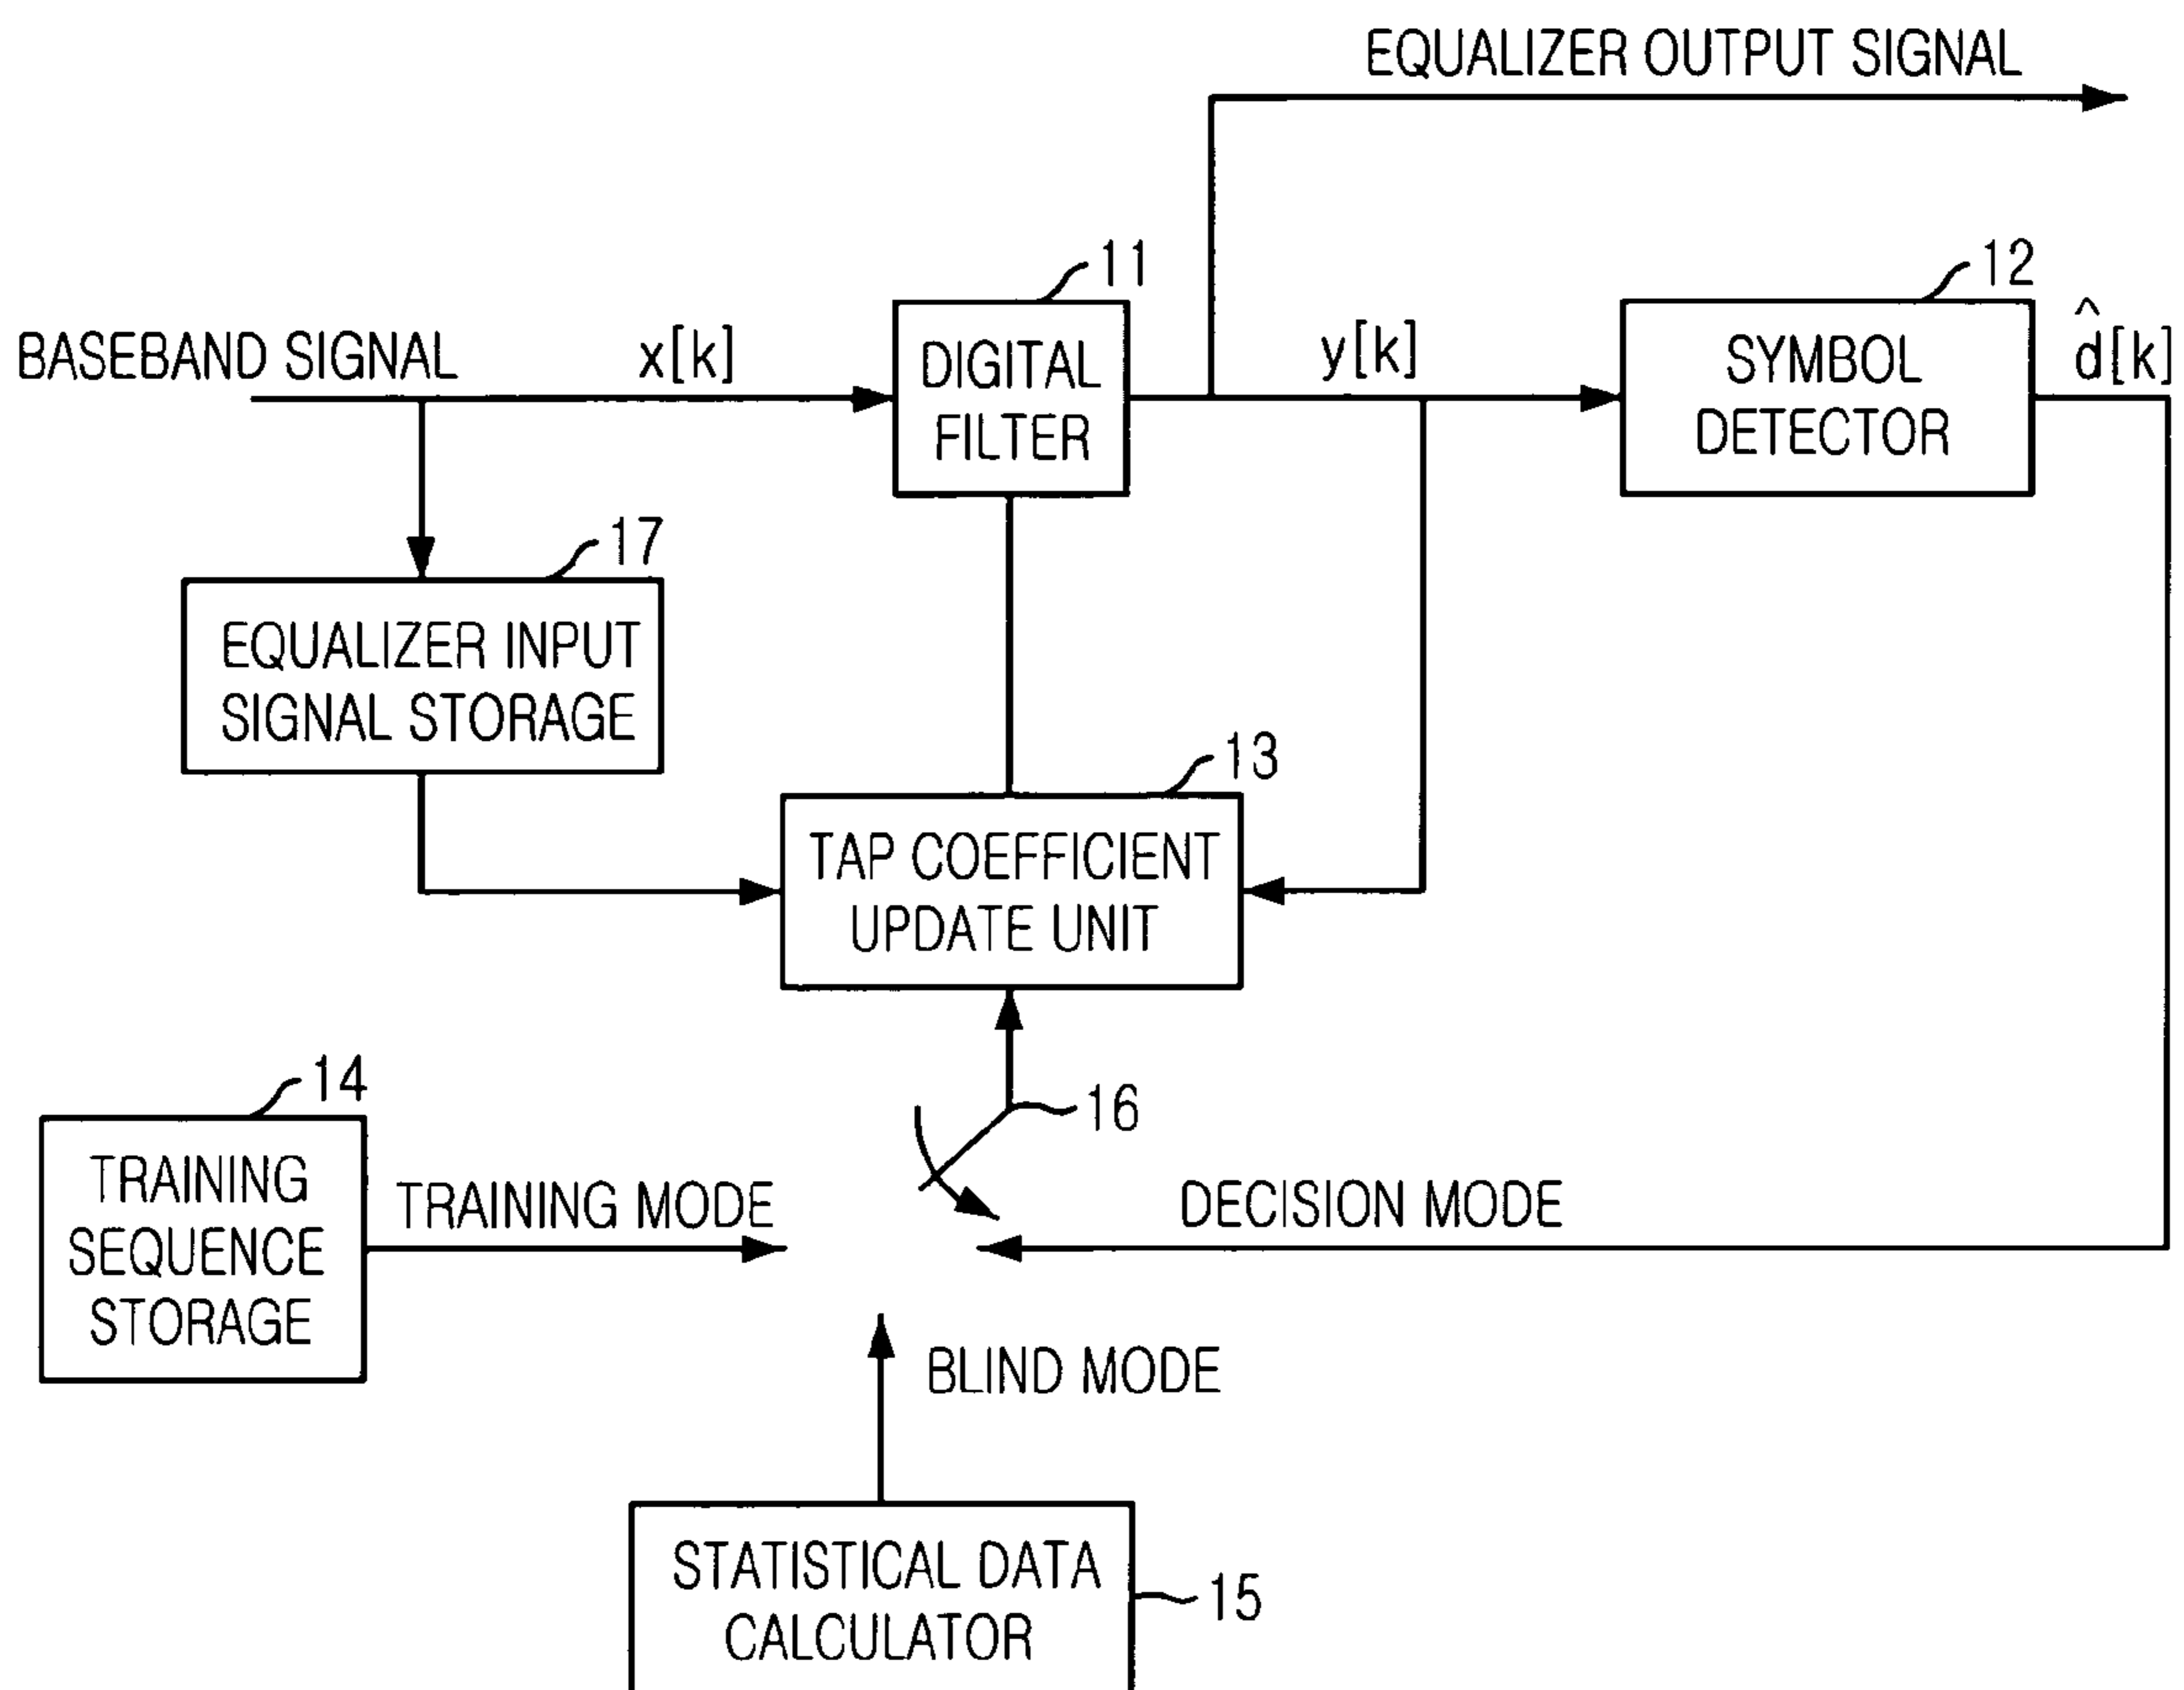 EQUALIZER OUTPUT SIGNAL
11
12
BASEBAND SIGNAL
x[k]
DIGITAL
FILTER
y[k]
SYMBOL
DETECTOR
d̂[k]
17
EQUALIZER INPUT
SIGNAL STORAGE
13
TAP COEFFICIENT
UPDATE UNIT
14
16
TRAINING
SEQUENCE
STORAGE
TRAINING MODE
DECISION MODE
BLIND MODE
STATISTICAL DATA
CALCULATOR
15